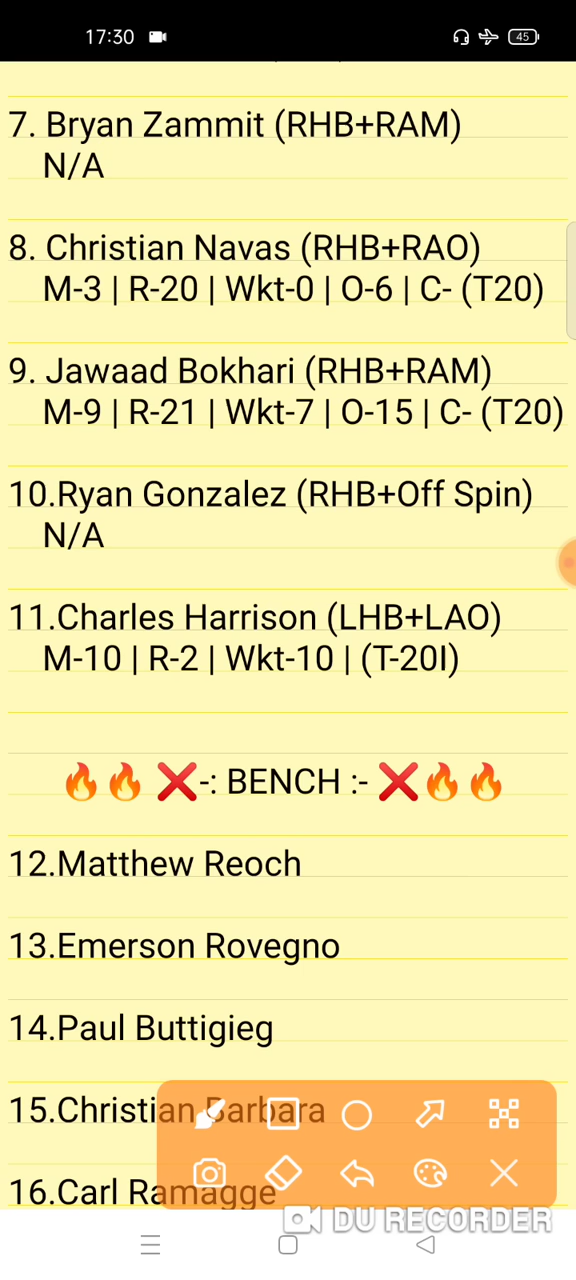 17:30
45
7. Bryan Zammit (RHB+RAM)
N/A
8. Christian Navas (RHB+RAO)
M-3 | R-20 | Wkt-0 | O-6 | C- (T20)
9. Jawaad Bokhari (RHB+RAM)
M-9 | R-21 | Wkt-7 | O-15 | C- (T20)
10.Ryan Gonzalez (RHB+Off Spin)
N/A
11.Charles Harrison (LHB+LAO)
M-10 | R-2 | Wkt-10 | (T-20I)
🔥🔥 ❌-: BENCH :- ❌🔥🔥
12.Matthew Reoch
13.Emerson Rovegno
14.Paul Buttigieg
15.Christian Barbara
16.Carl Ramagge
DU RECORDER